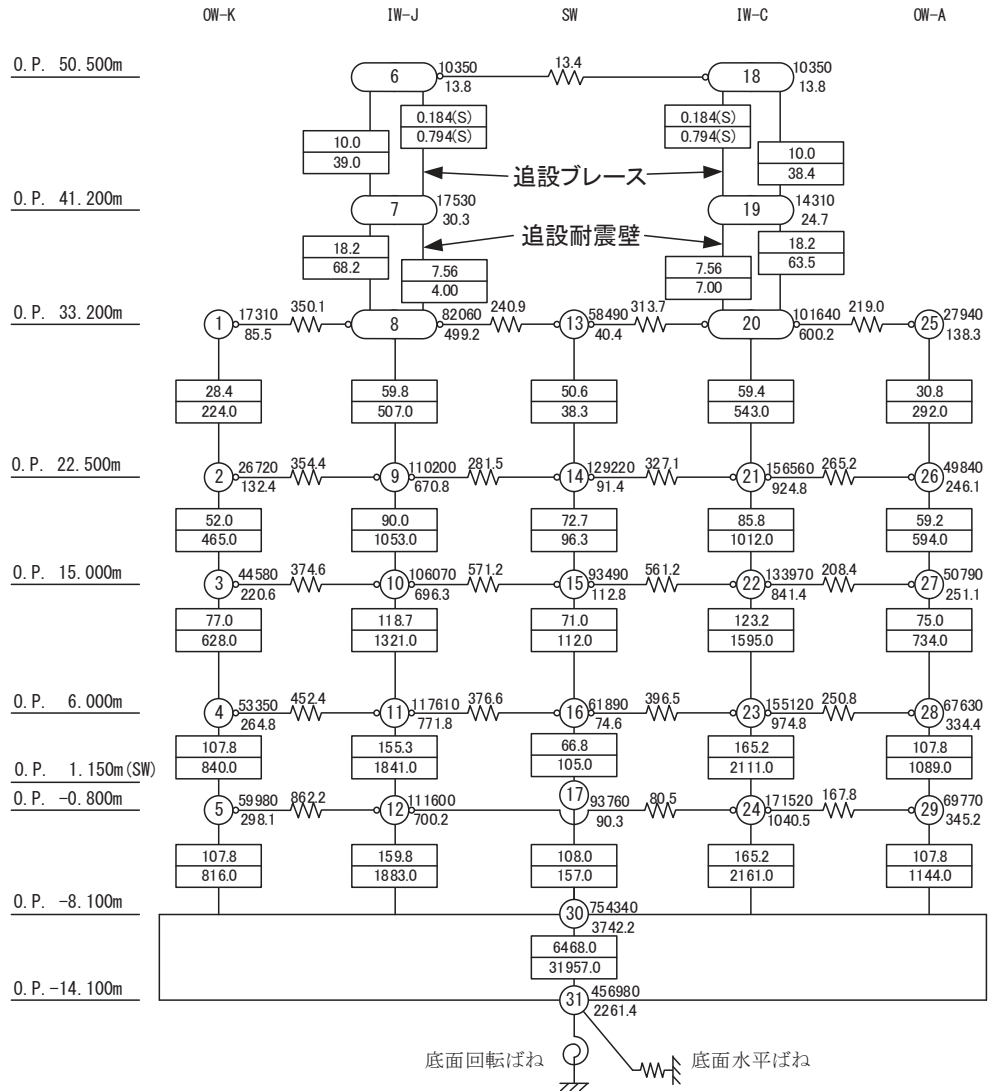 OW-K IW-J SW IW-C OW-A
O.P. 50.500m 6 10350 13.4 18 10350
13.8 13.8
0.184(S) 0.184(S)
0.794(S) 0.794(S)
10.0 10.0
39.0 38.4
追設ブレース
O.P. 41.200m 7 17530 19 14310
30.3 24.7
追設耐震壁
18.2 18.2
68.2 63.5
7.56 7.56
4.00 7.00
O.P. 33.200m 1 17310 350.1 8 82060 240.9 13 58490 313.7 20 101640 219.0 25 27940
85.5 499.2 40.4 600.2 138.3
28.4 59.8 50.6 59.4 30.8
224.0 507.0 38.3 543.0 292.0
O.P. 22.500m 2 26720 354.4 9 110200 281.5 14 129220 327.1 21 156560 265.2 26 49840
132.4 670.8 91.4 924.8 246.1
52.0 90.0 72.7 85.8 59.2
465.0 1053.0 96.3 1012.0 594.0
O.P. 15.000m 3 44580 374.6 10 106070 571.2 15 93490 561.2 22 133970 208.4 27 50790
220.6 696.3 112.8 841.4 251.1
77.0 118.7 71.0 123.2 75.0
628.0 1321.0 112.0 1595.0 734.0
O.P. 6.000m 4 53350 452.4 11 117610 376.6 16 61890 396.5 23 155120 250.8 28 67630
264.8 771.8 74.6 974.8 334.4
107.8 155.3 66.8 165.2 107.8
840.0 1841.0 105.0 2111.0 1089.0
O.P. 1.150m(SW) 17
O.P. -0.800m 5 59980 862.2 12 111600 93760 80.5 24 171520 167.8 29 69770
298.1 700.2 90.3 1040.5 345.2
107.8 159.8 108.0 165.2 107.8
816.0 1883.0 157.0 2161.0 1144.0
O.P. -8.100m 30 754340
3742.2
6468.0
31957.0
O.P.-14.100m 31 456980
2261.4
底面回転ばね 底面水平ばね